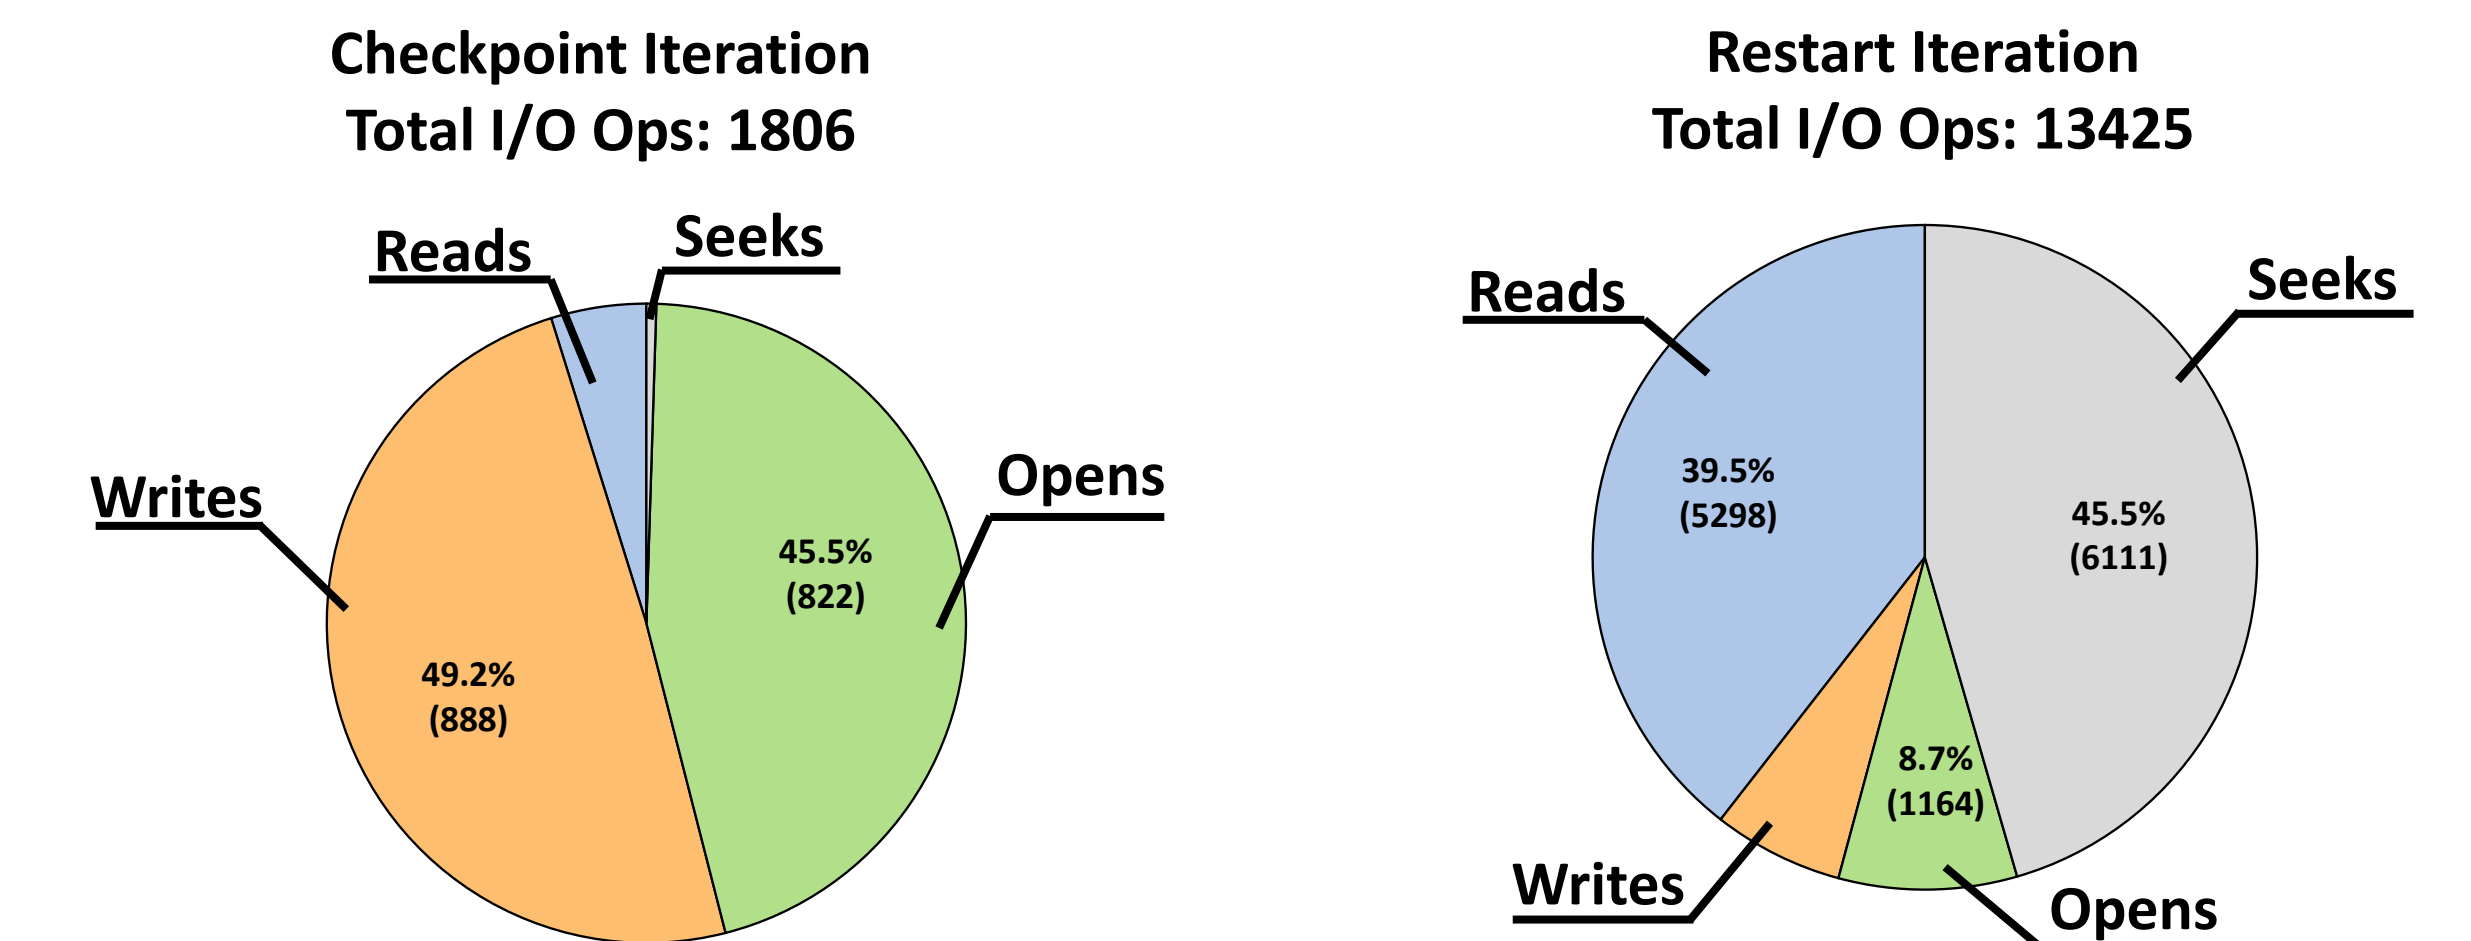 Checkpoint Iteration
Total I/O Ops: 1806
Reads
Seeks
Writes
Opens
45.5%
(822)
49.2%
(888)
Restart Iteration
Total I/O Ops: 13425
Reads
Seeks
39.5%
(5298)
45.5%
(6111)
8.7%
(1164)
Writes
Opens